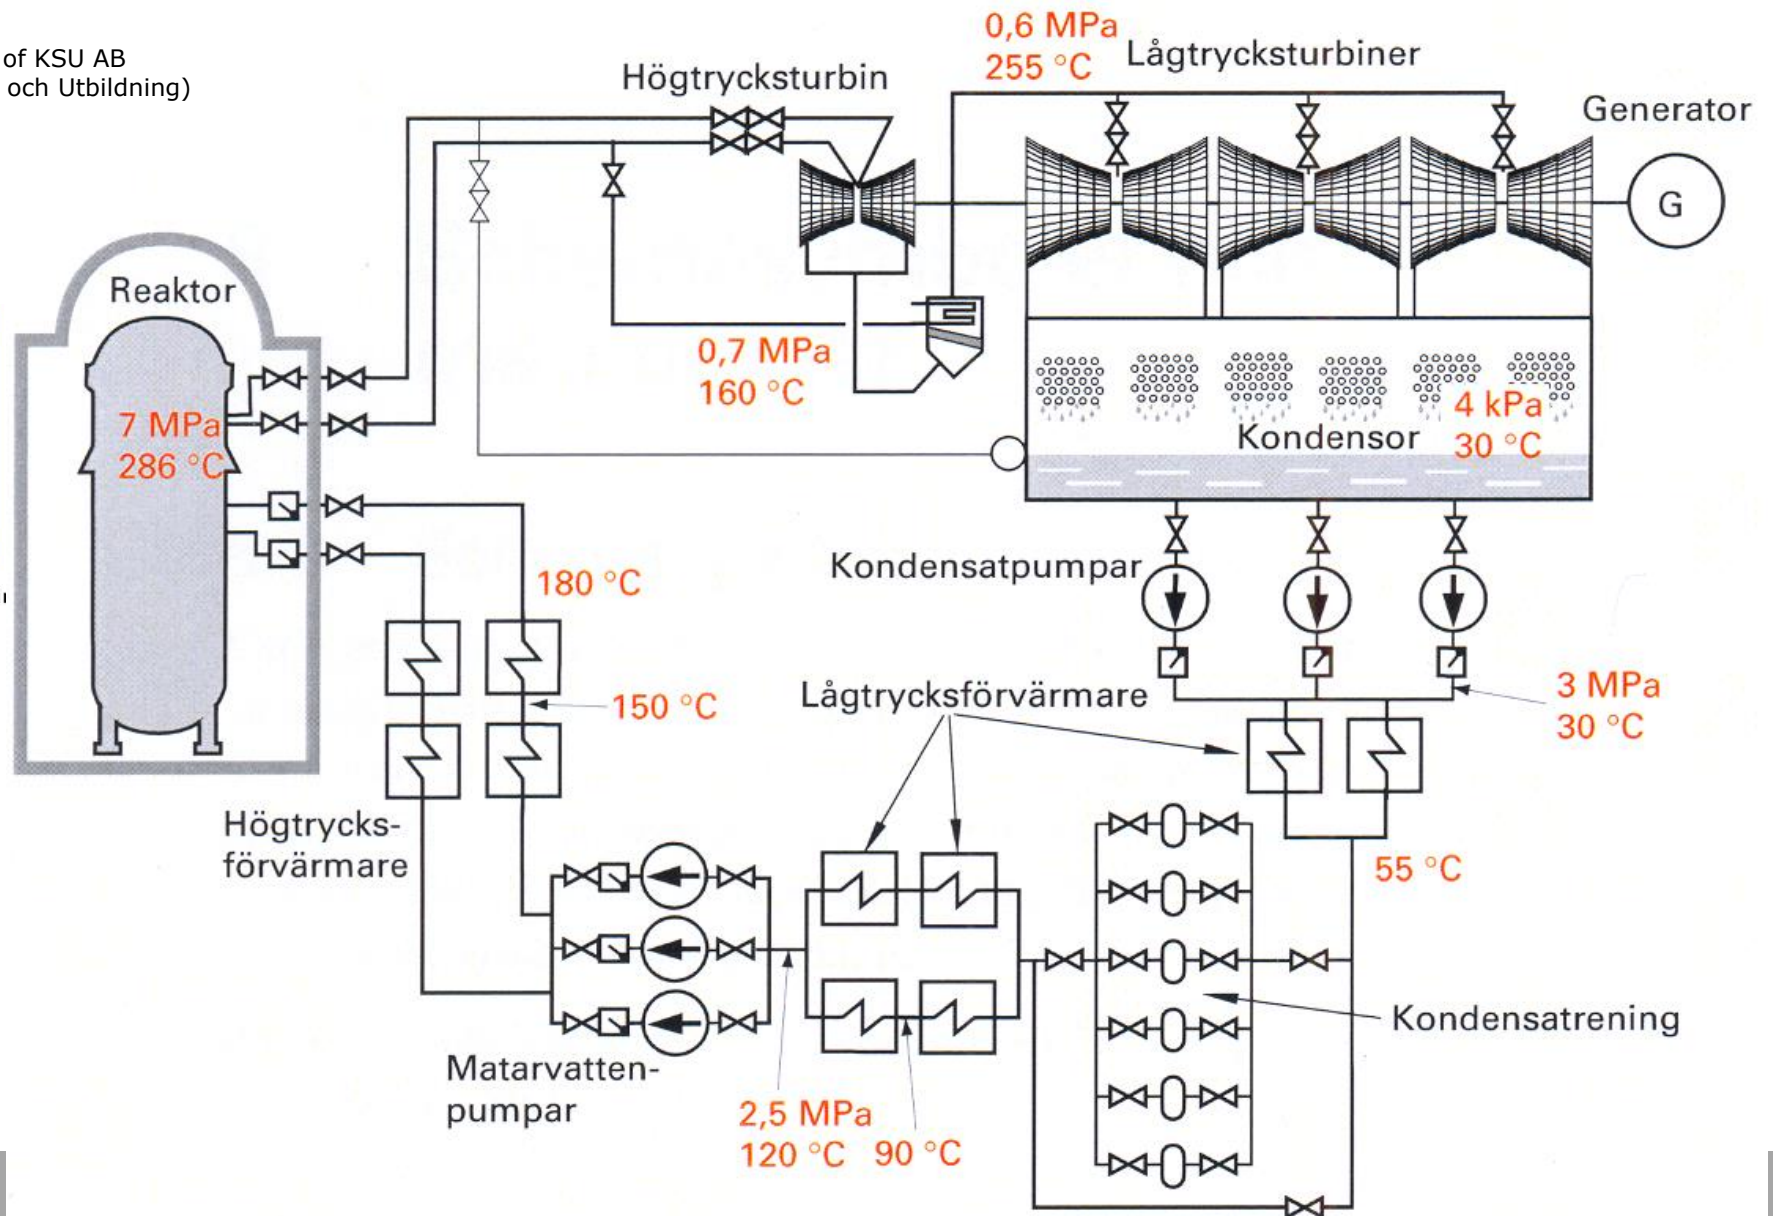 of KSU AB
och Utbildning)
0,6 MPa
255 °C
Lågtrycksturbiner
Högtrycksturbin
Generator
G
Reaktor
7 MPa
286 °C
0,7 MPa
160 °C
4 kPa
30 °C
Kondensor
Kondensatpumpar
180 °C
150 °C
Lågtrycksförvärmare
3 MPa
30 °C
Högtrycks-
förvärmare
55 °C
Kondensatrening
Matarvatten-
pumpar
2,5 MPa
120 °C
90 °C